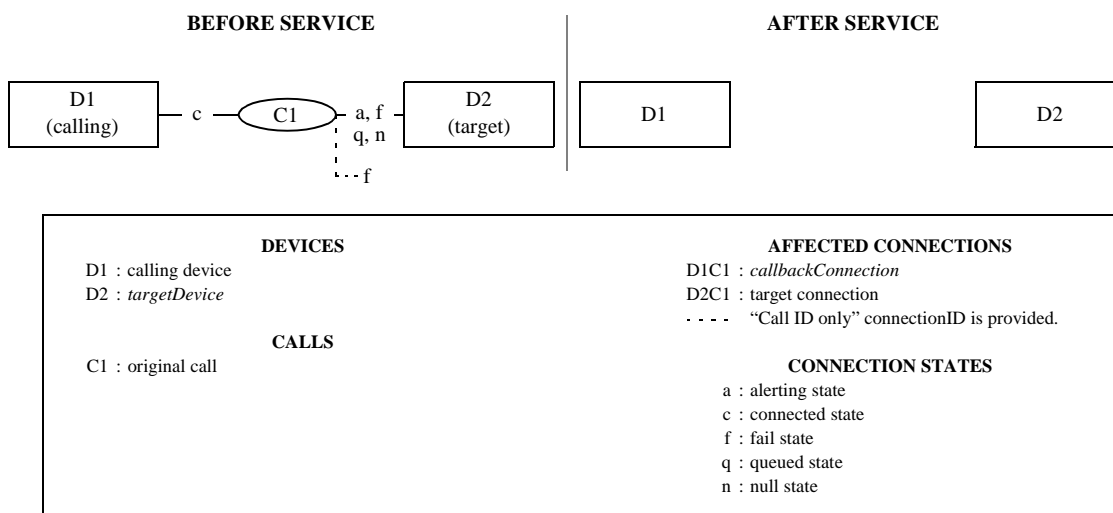 BEFORE SERVICE
AFTER SERVICE
D1
(calling)
c
C1
a, f
q, n
D2
(target)
f
D1
D2
DEVICES
D1 : calling device
D2 : targetDevice
CALLS
C1 : original call
AFFECTED CONNECTIONS
D1C1 : callbackConnection
D2C1 : target connection
- - - - “Call ID only” connectionID is provided.
CONNECTION STATES
a : alerting state
c : connected state
f : fail state
q : queued state
n : null state